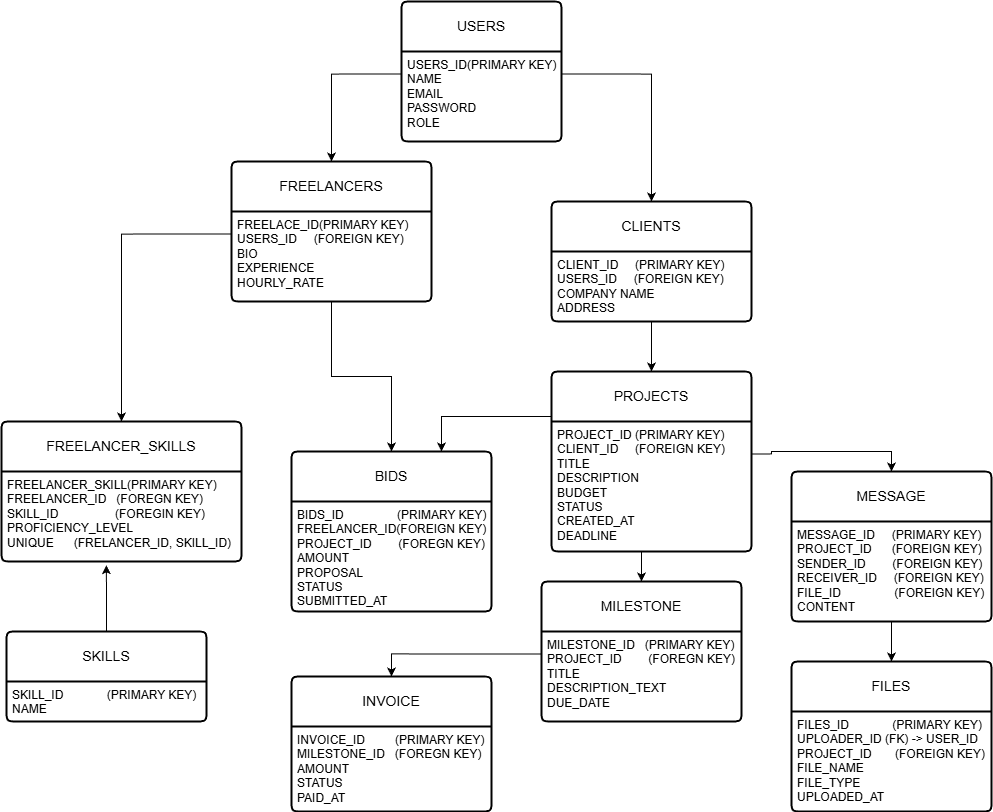 USERS
USERS_ID(PRIMARY KEY)
NAME
EMAIL
PASSWORD
ROLE
FREELANCERS
FREELACE_ID(PRIMARY KEY)
USERS_ID (FOREIGN KEY)
BIO
EXPERIENCE
HOURLY_RATE
CLIENTS
CLIENT_ID (PRIMARY KEY)
USERS_ID (FOREIGN KEY)
COMPANY NAME
ADDRESS
PROJECTS
PROJECT_ID (PRIMARY KEY)
CLIENT_ID (FOREIGN KEY)
TITLE
DESCRIPTION
BUDGET
STATUS
CREATED_AT
DEADLINE
FREELANCER_SKILLS
FREELANCER_SKILL(PRIMARY KEY)
FREELANCER_ID (FOREGN KEY)
SKILL_ID (FOREGIN KEY)
PROFICIENCY_LEVEL
UNIQUE (FRELANCER_ID, SKILL_ID)
BIDS
BIDS_ID (PRIMARY KEY)
FREELANCER_ID(FOREIGN KEY)
PROJECT_ID (FOREGN KEY)
AMOUNT
PROPOSAL
STATUS
SUBMITTED_AT
MESSAGE
MESSAGE_ID (PRIMARY KEY)
PROJECT_ID (FOREIGN KEY)
SENDER_ID (FOREIGN KEY)
RECEIVER_ID (FOREIGN KEY)
FILE_ID (FOREIGN KEY)
CONTENT
MILESTONE
MILESTONE_ID (PRIMARY KEY)
PROJECT_ID (FOREGN KEY)
TITLE
DESCRIPTION_TEXT
DUE_DATE
SKILLS
SKILL_ID (PRIMARY KEY)
NAME
INVOICE
INVOICE_ID (PRIMARY KEY)
MILESTONE_ID (FOREGN KEY)
AMOUNT
STATUS
PAID_AT
FILES
FILES_ID (PRIMARY KEY)
UPLOADER_ID (FK) -> USER_ID
PROJECT_ID (FOREIGN KEY)
FILE_NAME
FILE_TYPE
UPLOADED_AT